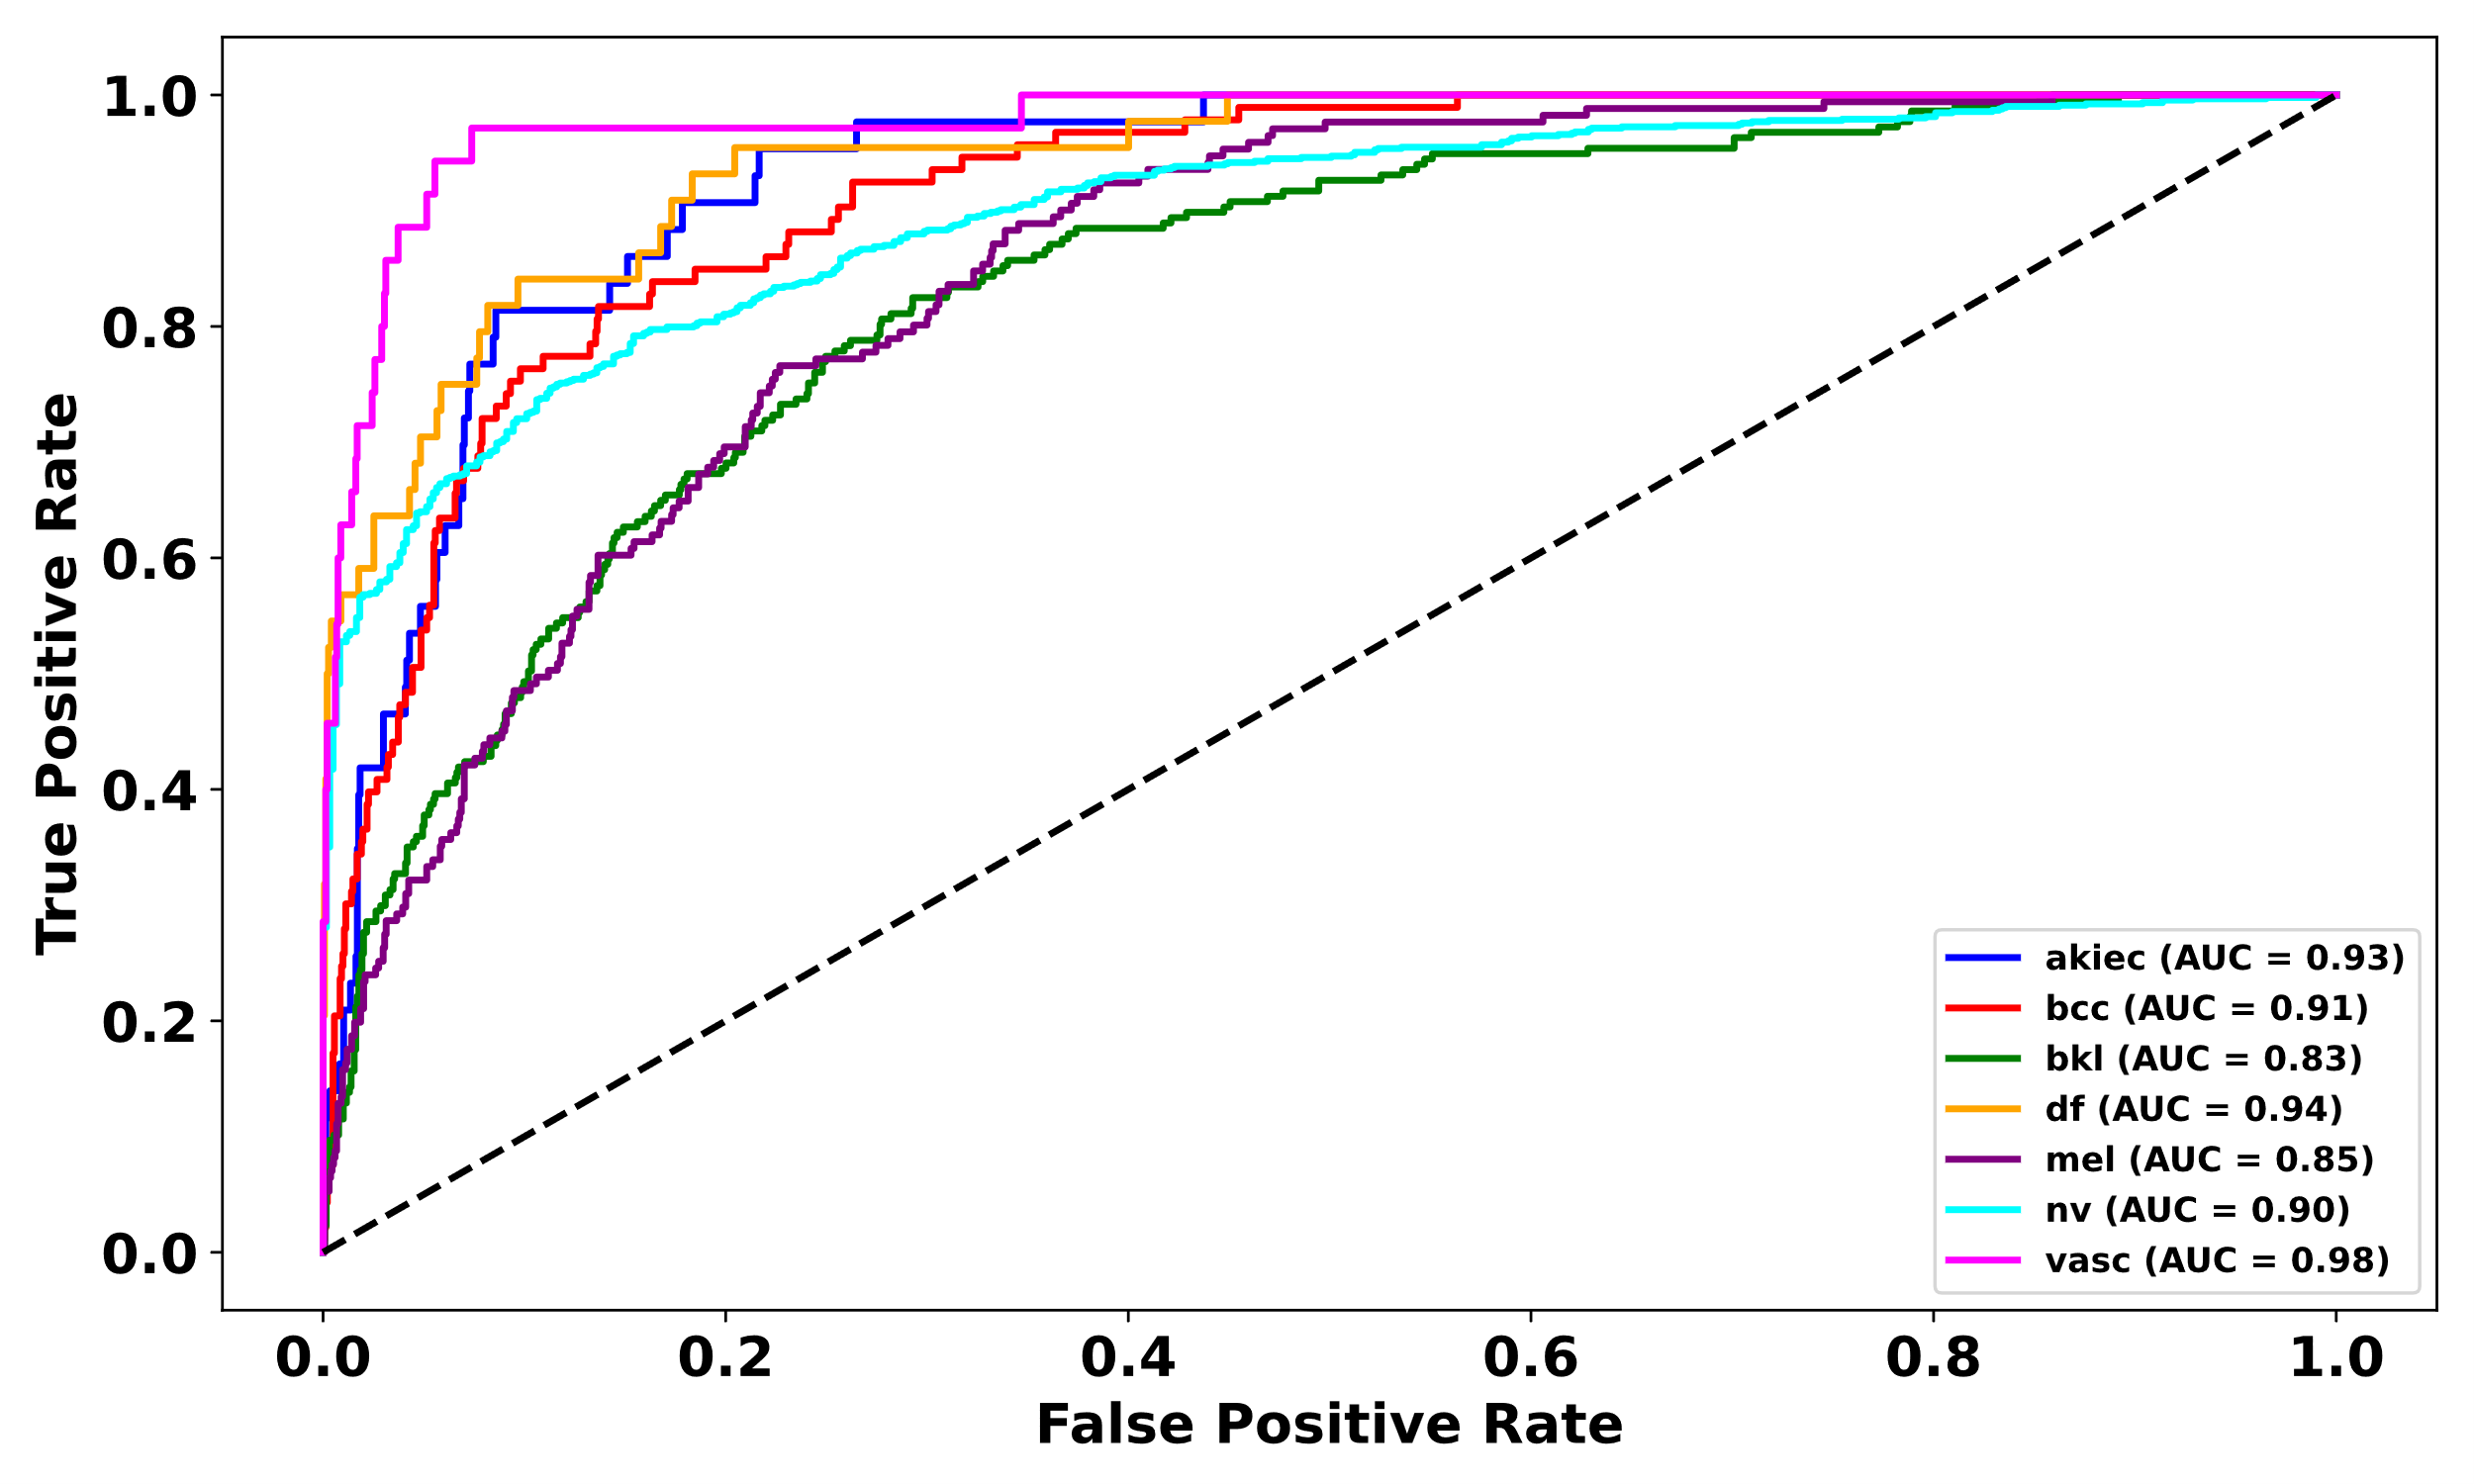 1.0
0.8
0.6
0.4
0.2
0.0
True Positive Rate
0.0 0.2 0.4 0.6 0.8 1.0
False Positive Rate
akiec (AUC = 0.93)
bcc (AUC = 0.91)
bkl (AUC = 0.83)
df (AUC = 0.94)
mel (AUC = 0.85)
nv (AUC = 0.90)
vasc (AUC = 0.98)